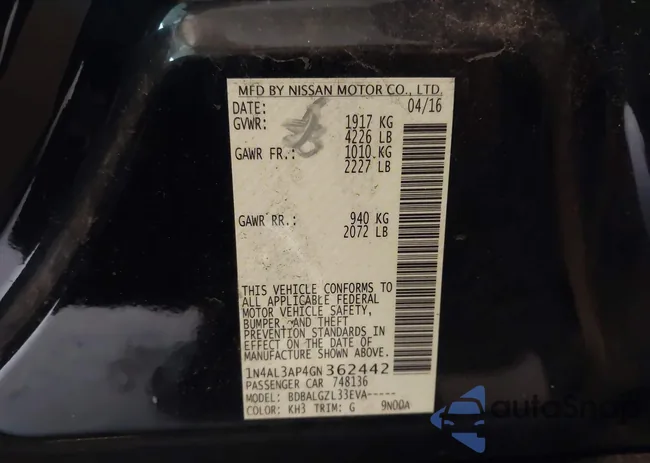 MFD BY NISSAN MOTOR CO., LTD.
DATE: 04/16
GVWR: 1917 KG
4226 LB
GAWR FR.: 1010 KG
2227 LB
GAWR RR.: 940 KG
2072 LB
THIS VEHICLE CONFORMS TO
ALL APPLICABLE FEDERAL
MOTOR VEHICLE SAFETY,
BUMPER, AND THEFT
PREVENTION STANDARDS IN
EFFECT ON THE DATE OF
MANUFACTURE SHOWN ABOVE.
1N4AL3AP4GN362442
PASSENGER CAR 748136
MODEL: BDBALGZL33EVA-----
COLOR: KH3 TRIM: G 9N00A
autoSnap